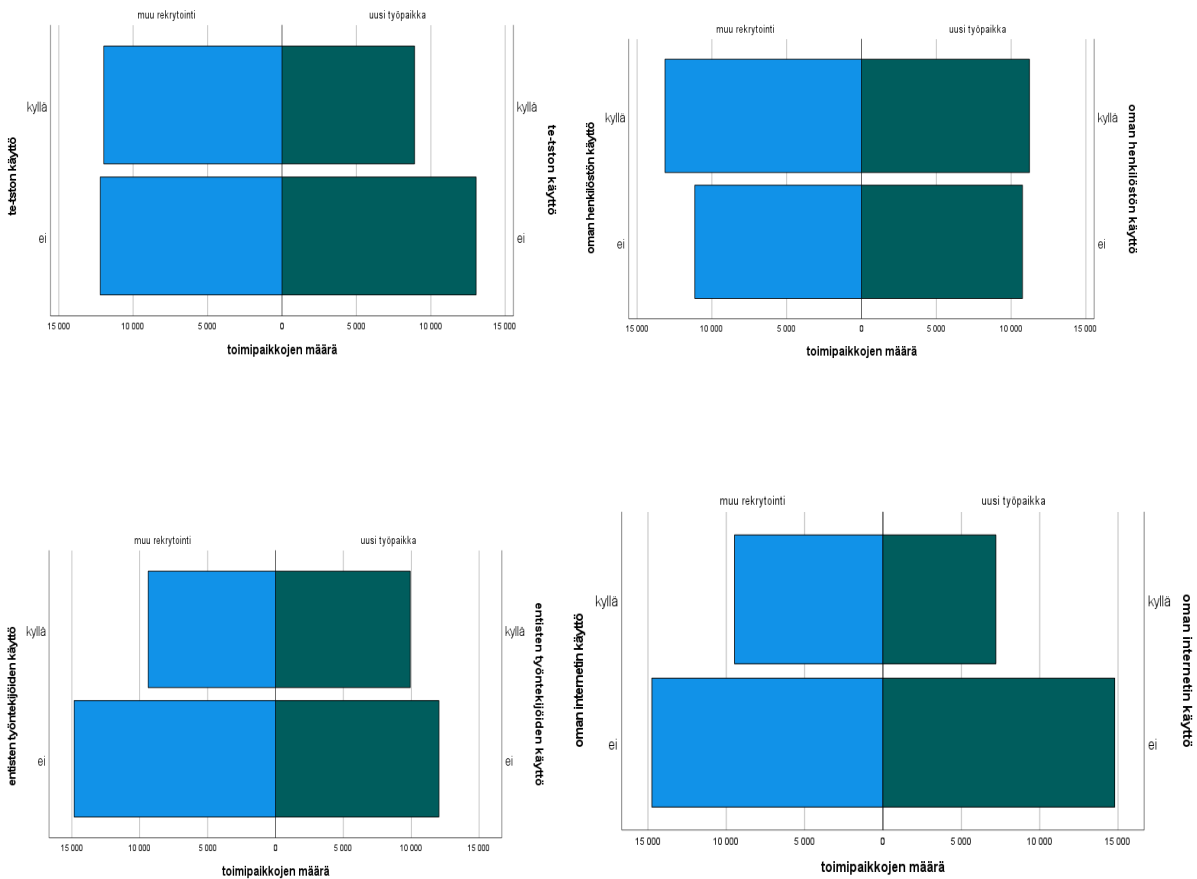 muu rekrytointi uusi työpaikka
kyllä kyllä
ei ei
te-tston käyttö
te-tston käyttö
15 000 10 000 5 000 0 5 000 10 000 15 000
toimipaikkojen määrä
muu rekrytointi uusi työpaikka
kyllä kyllä
ei ei
oman henkilöstön käyttö
oman henkilöstön käyttö
15 000 10 000 5 000 0 5 000 10 000 15 000
toimipaikkojen määrä
muu rekrytointi uusi työpaikka
kyllä kyllä
ei ei
entisten työntekijöiden käyttö
entisten työntekijöiden käyttö
15 000 10 000 5 000 0 5 000 10 000 15 000
toimipaikkojen määrä
muu rekrytointi uusi työpaikka
kyllä kyllä
ei ei
oman internetin käyttö
oman internetin käyttö
15 000 10 000 5 000 0 5 000 10 000 15 000
toimipaikkojen määrä